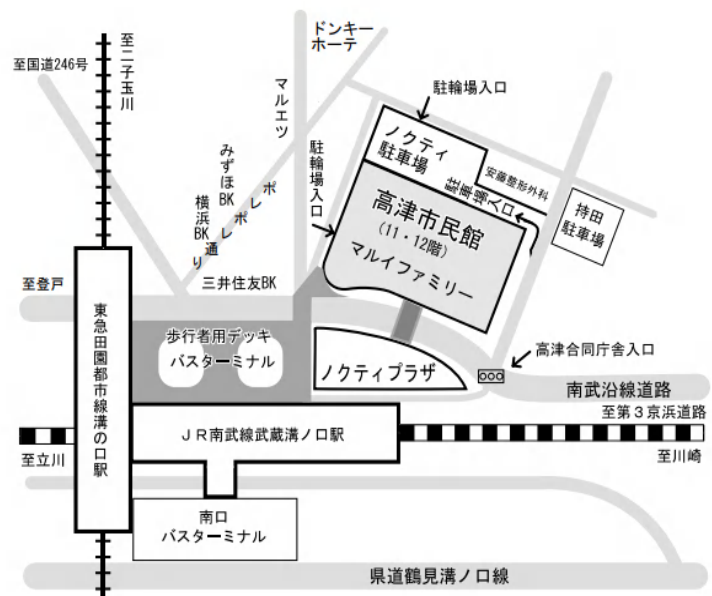 ドンキー
ホーテ
至国道246号
至二子玉川
マルエツ
駐輪場入口
ノクティ
駐車場
安藤整形外科
駐車場入口
持田
駐車場
みずほBK
横浜BK
ポレポレ通り
駐輪場入口
高津市民館
(11・12階)
マルイファミリー
三井住友BK
至登戸
歩行者用デッキ
バスターミナル
ノクティプラザ
高津合同庁舎入口
南武沿線道路
至第3京浜道路
東急田園都市線溝の口駅
JR南武線武蔵溝ノ口駅
至立川
至川崎
南口
バスターミナル
県道鶴見溝ノ口線